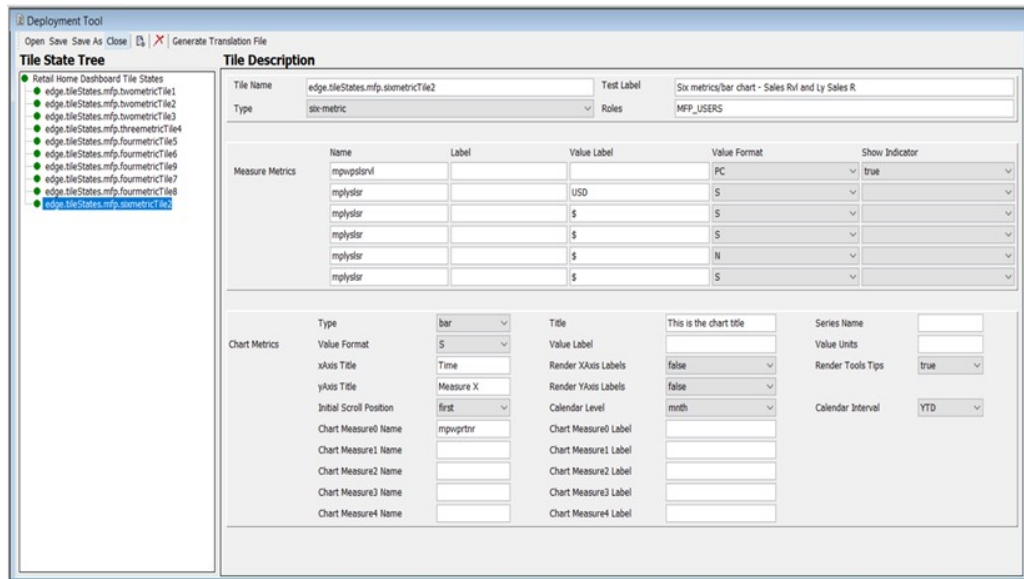 Deployment Tool
Open Save Save As Close Generate Translation File
Tile State Tree
Retail Home Dashboard Tile States
edge.tileStates.mfp.twometricTile1
edge.tileStates.mfp.twometricTile2
edge.tileStates.mfp.twometricTile3
edge.tileStates.mfp.threemetricTile4
edge.tileStates.mfp.fourmetricTile5
edge.tileStates.mfp.fourmetricTile6
edge.tileStates.mfp.fourmetricTile9
edge.tileStates.mfp.fourmetricTile7
edge.tileStates.mfp.fourmetricTile8
edge.tileStates.mfp.sixmetricTile2
Tile Description
Tile Name edge.tileStates.mfp.sixmetricTile2 Test Label Six metrics/bar chart - Sales Rvl and Ly Sales R
Type six-metric Roles MFP_USERS
Name Label Value Label Value Format Show Indicator
Measure Metrics mpwpslsrvl PC true
mplyslsr USD S
mplyslsr $ S
mplyslsr $ S
mplyslsr $ N
mplyslsr $ S
Type bar Title This is the chart title Series Name
Chart Metrics Value Format S Value Label Value Units
xAxis Title Time Render XAxis Labels false Render Tools Tips true
yAxis Title Measure X Render YAxis Labels false
Initial Scroll Position first Calendar Level mnth Calendar Interval YTD
Chart Measure0 Name mpwprtnr Chart Measure0 Label
Chart Measure1 Name Chart Measure1 Label
Chart Measure2 Name Chart Measure2 Label
Chart Measure3 Name Chart Measure3 Label
Chart Measure4 Name Chart Measure4 Label